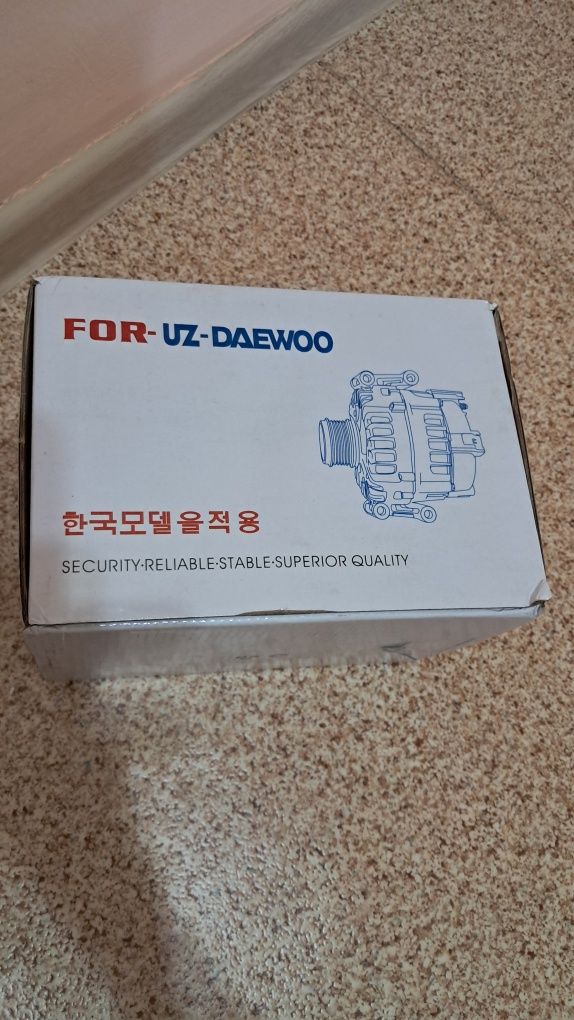 FOR-UZ-DAEWOO
한국모델을적용
SECURITY·RELIABLE·STABLE·SUPERIOR QUALITY